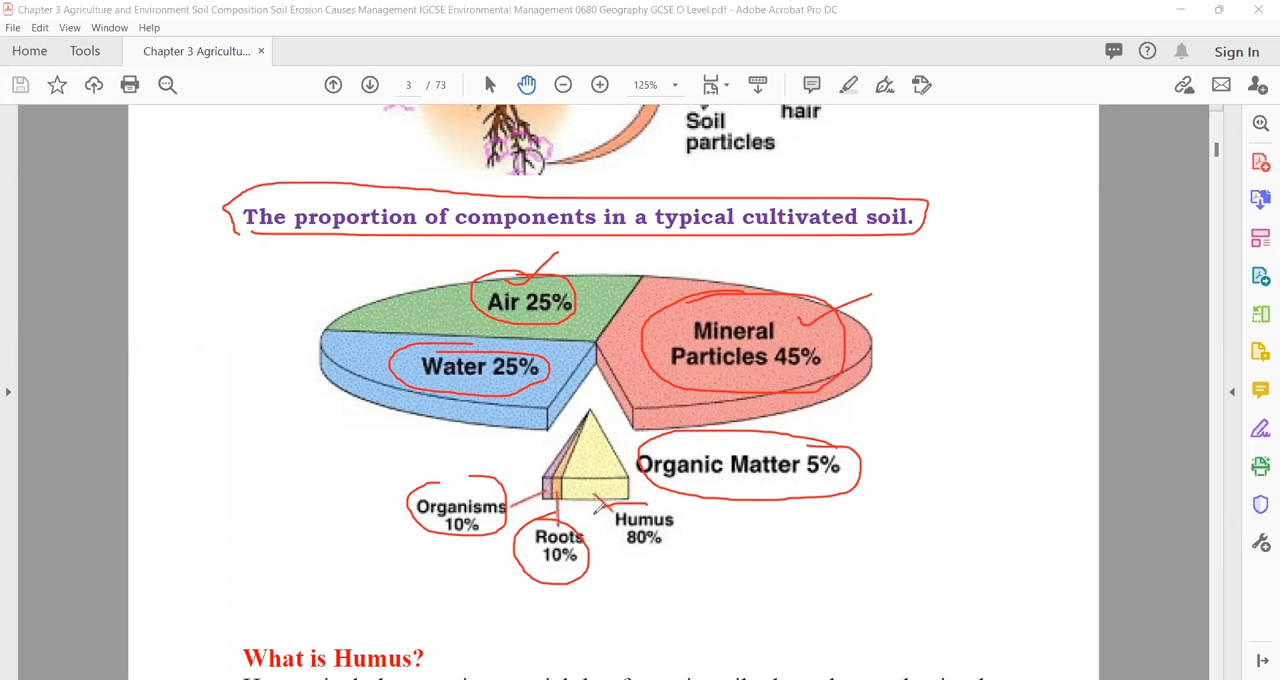 Chapter 3 Agriculture and Environment Soil Composition Soil Erosion Causes Management IGCSE Environmental Management 0680 Geography GCSE O Level.pdf - Adobe Acrobat Pro DC
File Edit View Window Help
Home Tools Chapter 3 Agricultu... × Sign In
3 / 73 125%
Soil
particles
hair
The proportion of components in a typical cultivated soil.
Air 25%
Mineral
Particles 45%
Water 25%
Organic Matter 5%
Organisms
10%
Roots
10%
Humus
80%
What is Humus?